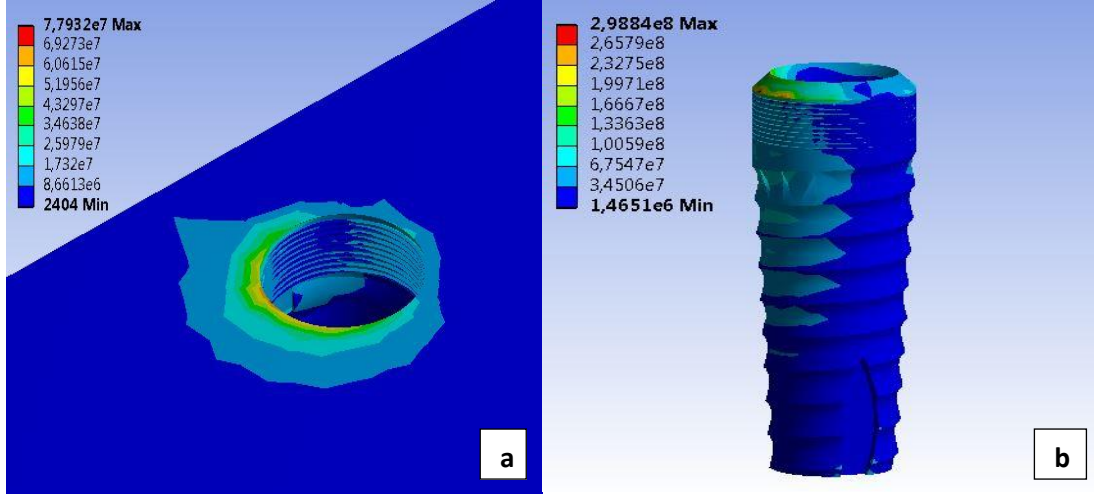 7,7932e7 Max
6,9273e7
6,0615e7
5,1956e7
4,3297e7
3,4638e7
2,5979e7
1,732e7
8,6613e6
2404 Min
a
2,9884e8 Max
2,6579e8
2,3275e8
1,9971e8
1,6667e8
1,3363e8
1,0059e8
6,7547e7
3,4506e7
1,4651e6 Min
b